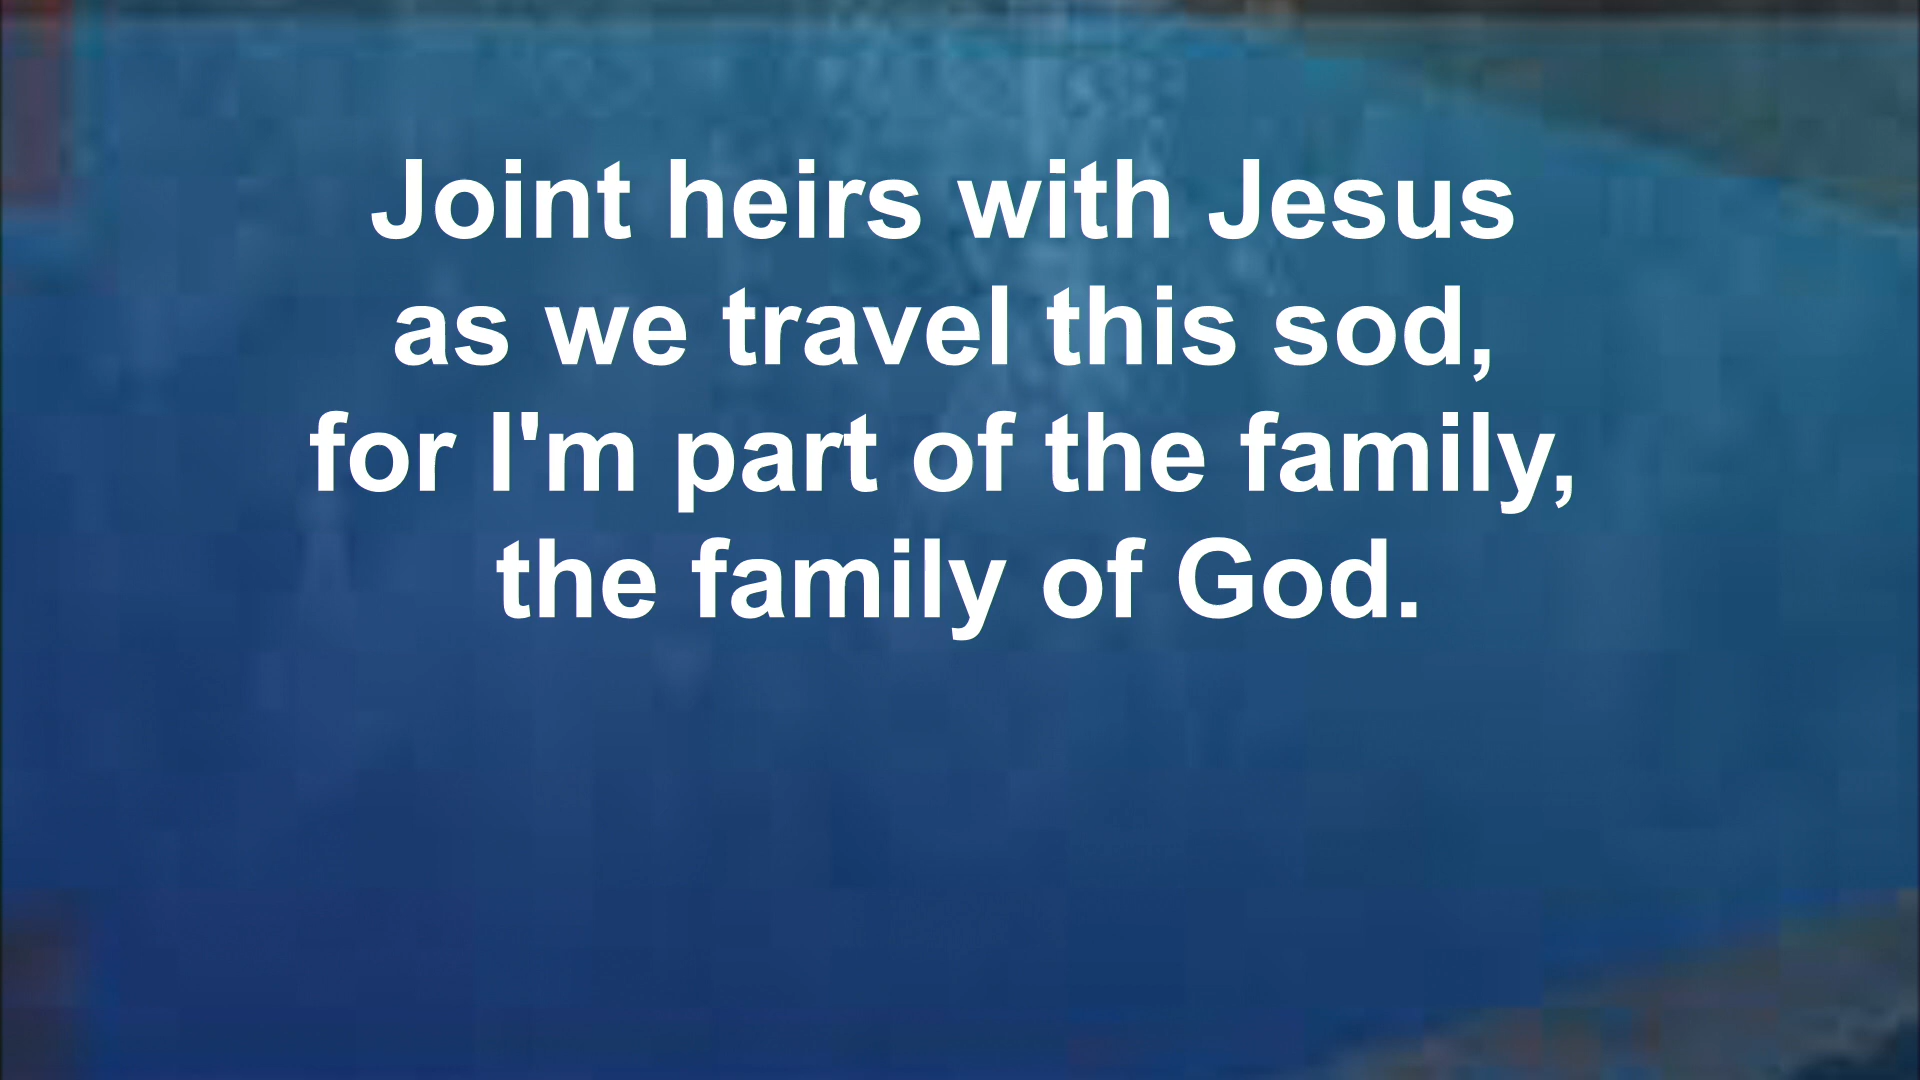 Joint heirs with Jesus
as we travel this sod,
for I'm part of the family,
the family of God.